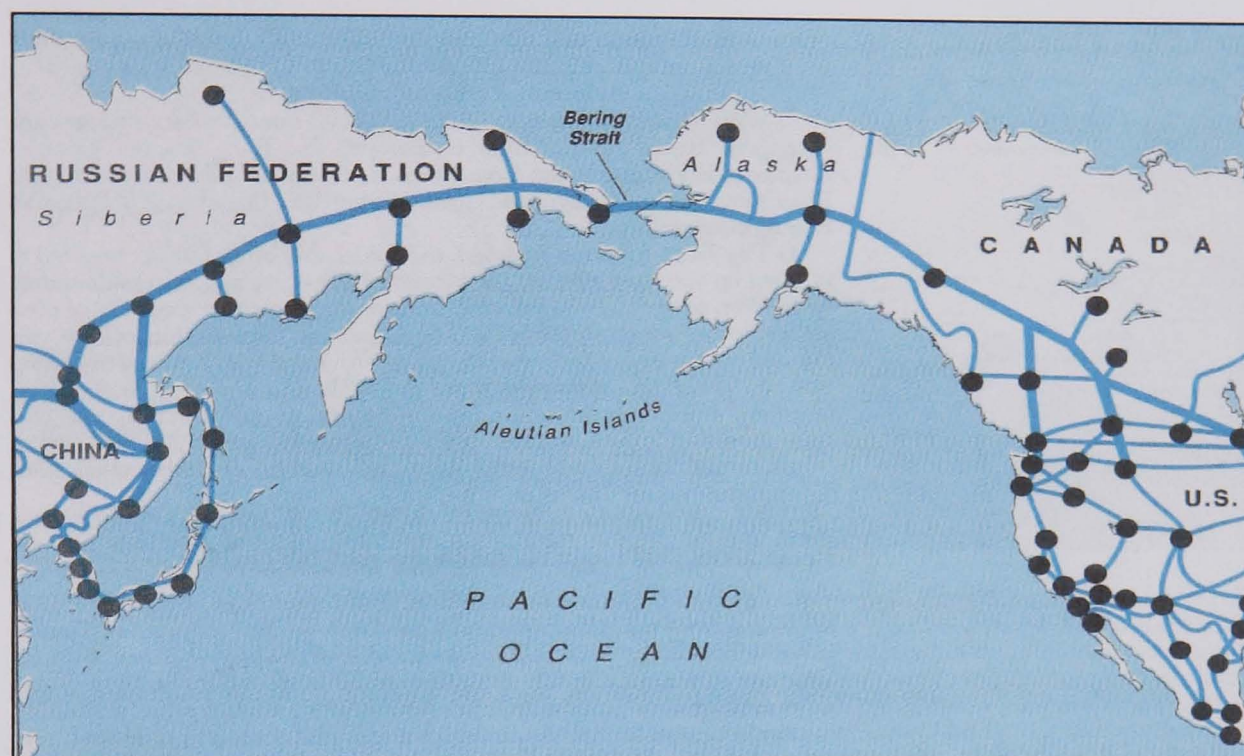 Bering
Strait
Alaska
RUSSIAN FEDERATION
Siberia
CANADA
Aleutian Islands
CHINA
U.S.
PACIFIC
OCEAN